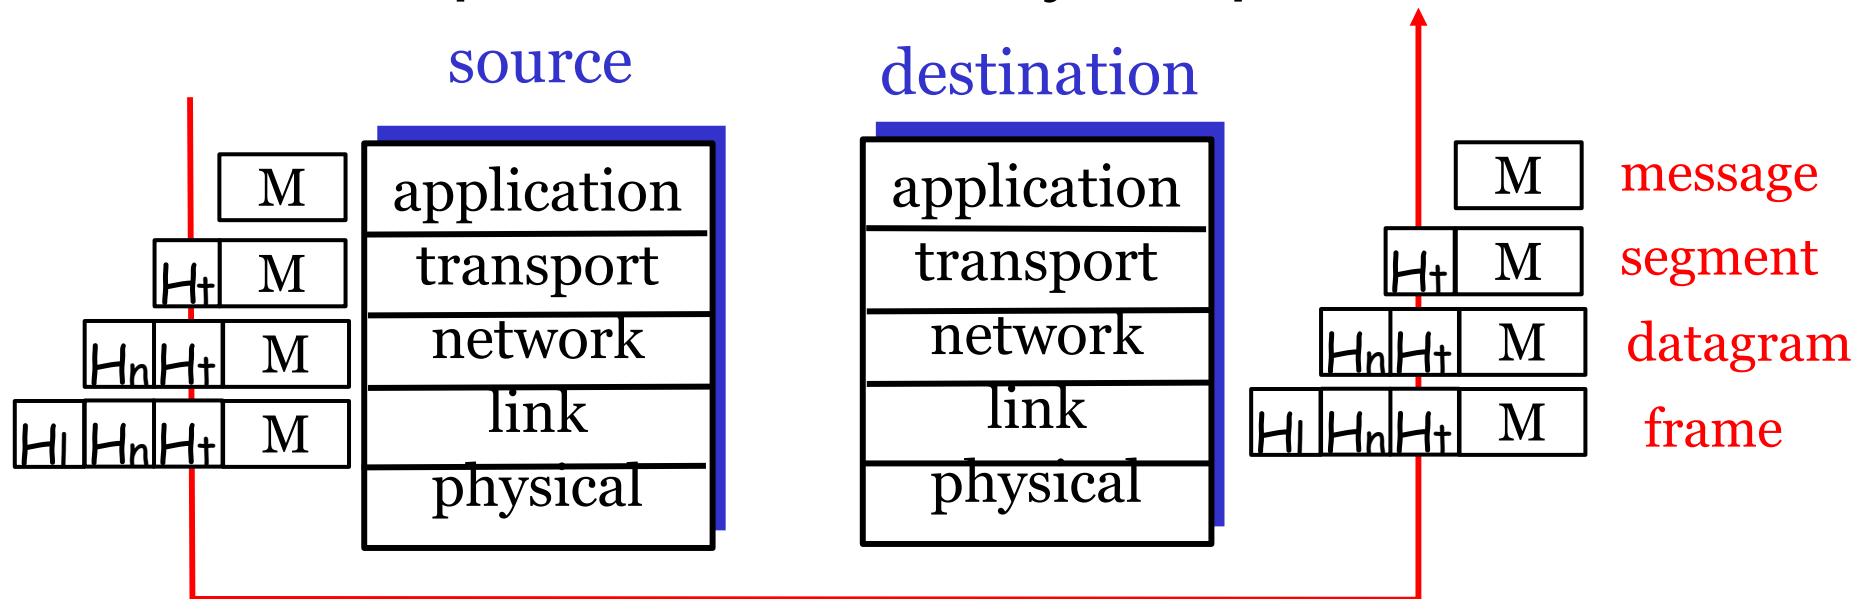 source
destination
M
application
application
M
message
Ht M
transport
transport
Ht M
segment
Hn Ht M
network
network
Hn Ht M
datagram
Hl Hn Ht M
link
link
Hl Hn Ht M
frame
physical
physical